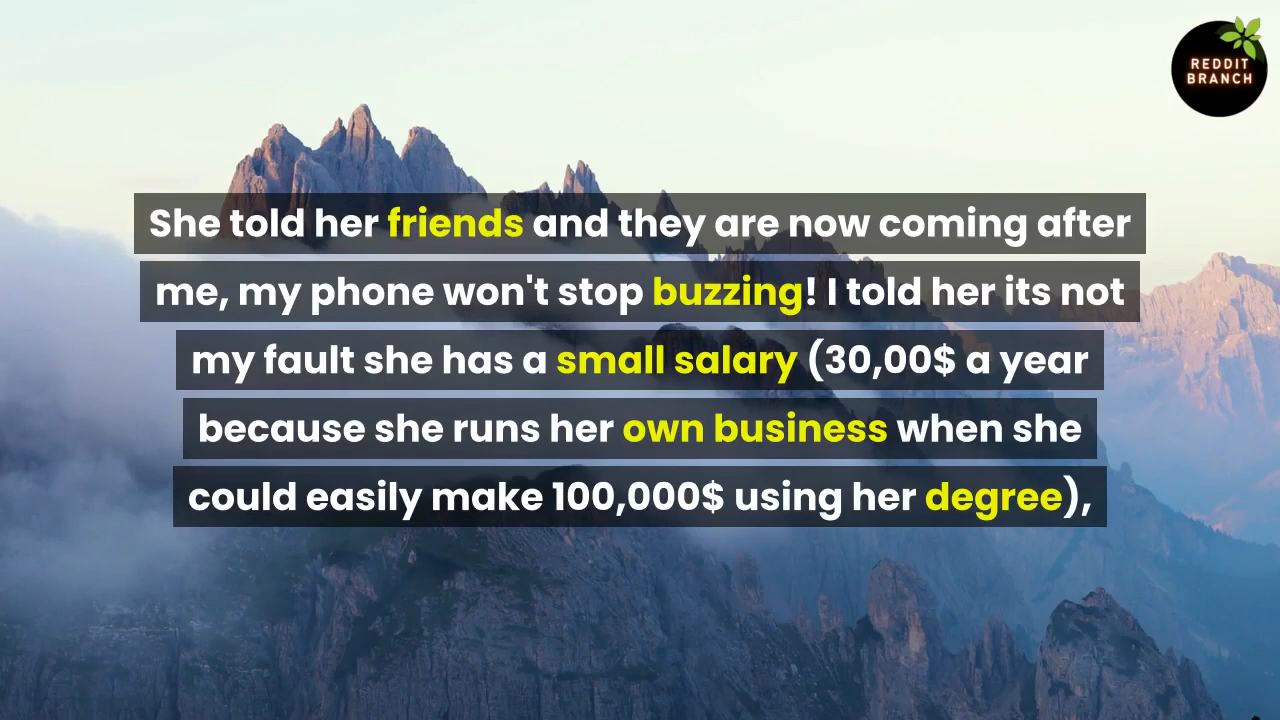 REDDIT
BRANCH
She told her friends and they are now coming after
me, my phone won't stop buzzing! I told her its not
my fault she has a small salary (30,00$ a year
because she runs her own business when she
could easily make 100,000$ using her degree),